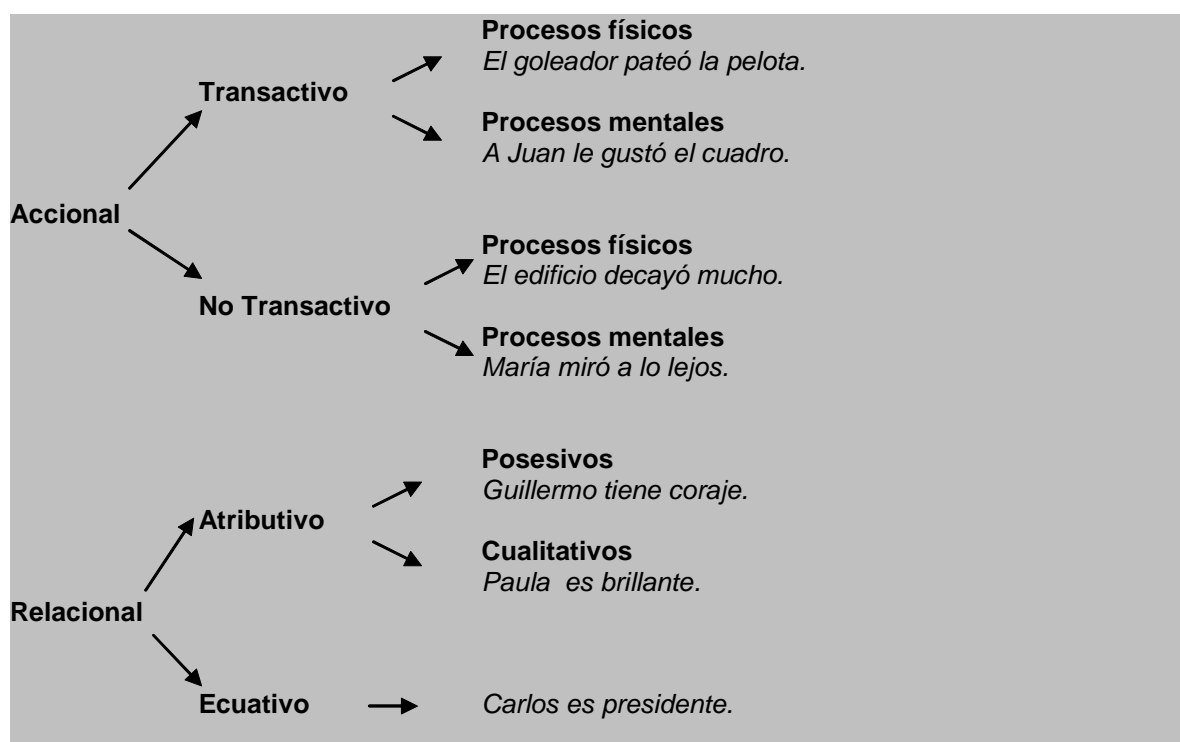 Procesos físicos
El goleador pateó la pelota.
Transactivo
Procesos mentales
A Juan le gustó el cuadro.
Accional
Procesos físicos
El edificio decayó mucho.
No Transactivo
Procesos mentales
María miró a lo lejos.
Posesivos
Guillermo tiene coraje.
Atributivo
Cualitativos
Paula es brillante.
Relacional
Ecuativo Carlos es presidente.